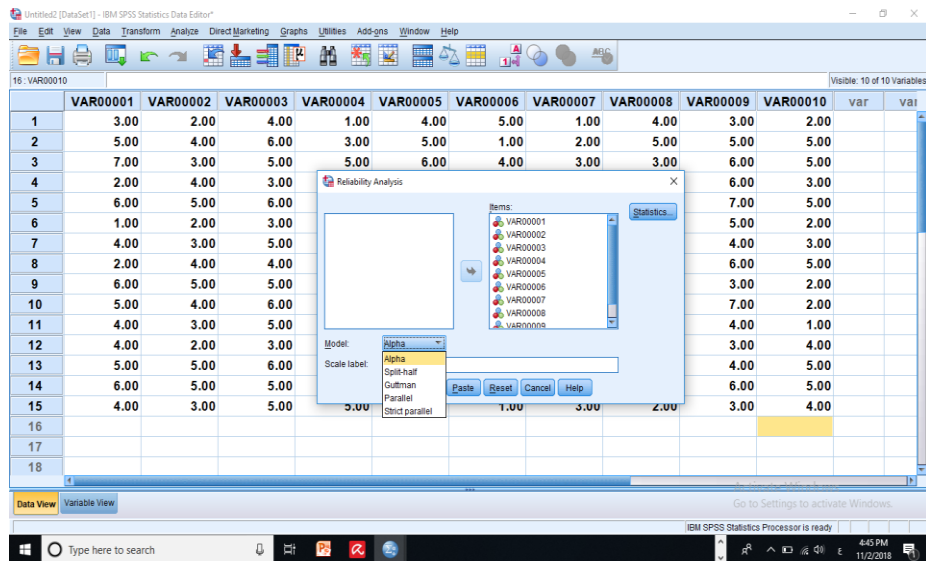 Untitled2 [DataSet1] - IBM SPSS Statistics Data Editor*
File Edit View Data Transform Analyze Direct Marketing Graphs Utilities Add-ons Window Help
16 : VAR00010 Visible: 10 of 10 Variables
VAR00001 VAR00002 VAR00003 VAR00004 VAR00005 VAR00006 VAR00007 VAR00008 VAR00009 VAR00010 var var
1 3.00 2.00 4.00 1.00 4.00 5.00 1.00 4.00 3.00 2.00
2 5.00 4.00 6.00 3.00 5.00 1.00 2.00 5.00 5.00 5.00
3 7.00 3.00 5.00 5.00 6.00 4.00 3.00 3.00 6.00 5.00
4 2.00 4.00 3.00 6.00 3.00
5 6.00 5.00 6.00 7.00 5.00
6 1.00 2.00 3.00 5.00 2.00
7 4.00 3.00 5.00 4.00 3.00
8 2.00 4.00 4.00 6.00 5.00
9 6.00 5.00 5.00 3.00 2.00
10 5.00 4.00 6.00 7.00 2.00
11 4.00 3.00 5.00 4.00 1.00
12 4.00 2.00 3.00 3.00 4.00
13 5.00 5.00 6.00 4.00 5.00
14 6.00 5.00 5.00 6.00 5.00
15 4.00 3.00 5.00 5.00 1.00 3.00 2.00 3.00 4.00
16
17
18
Reliability Analysis
Items:
VAR00001
VAR00002
VAR00003
VAR00004
VAR00005
VAR00006
VAR00007
VAR00008
VAR00009
Statistics...
Model: Alpha
Scale label:
Alpha
Split-half
Guttman
Parallel
Strict parallel
Paste Reset Cancel Help
Data View Variable View
Go to Settings to activate Windows.
IBM SPSS Statistics Processor is ready
Type here to search
4:45 PM
11/2/2018